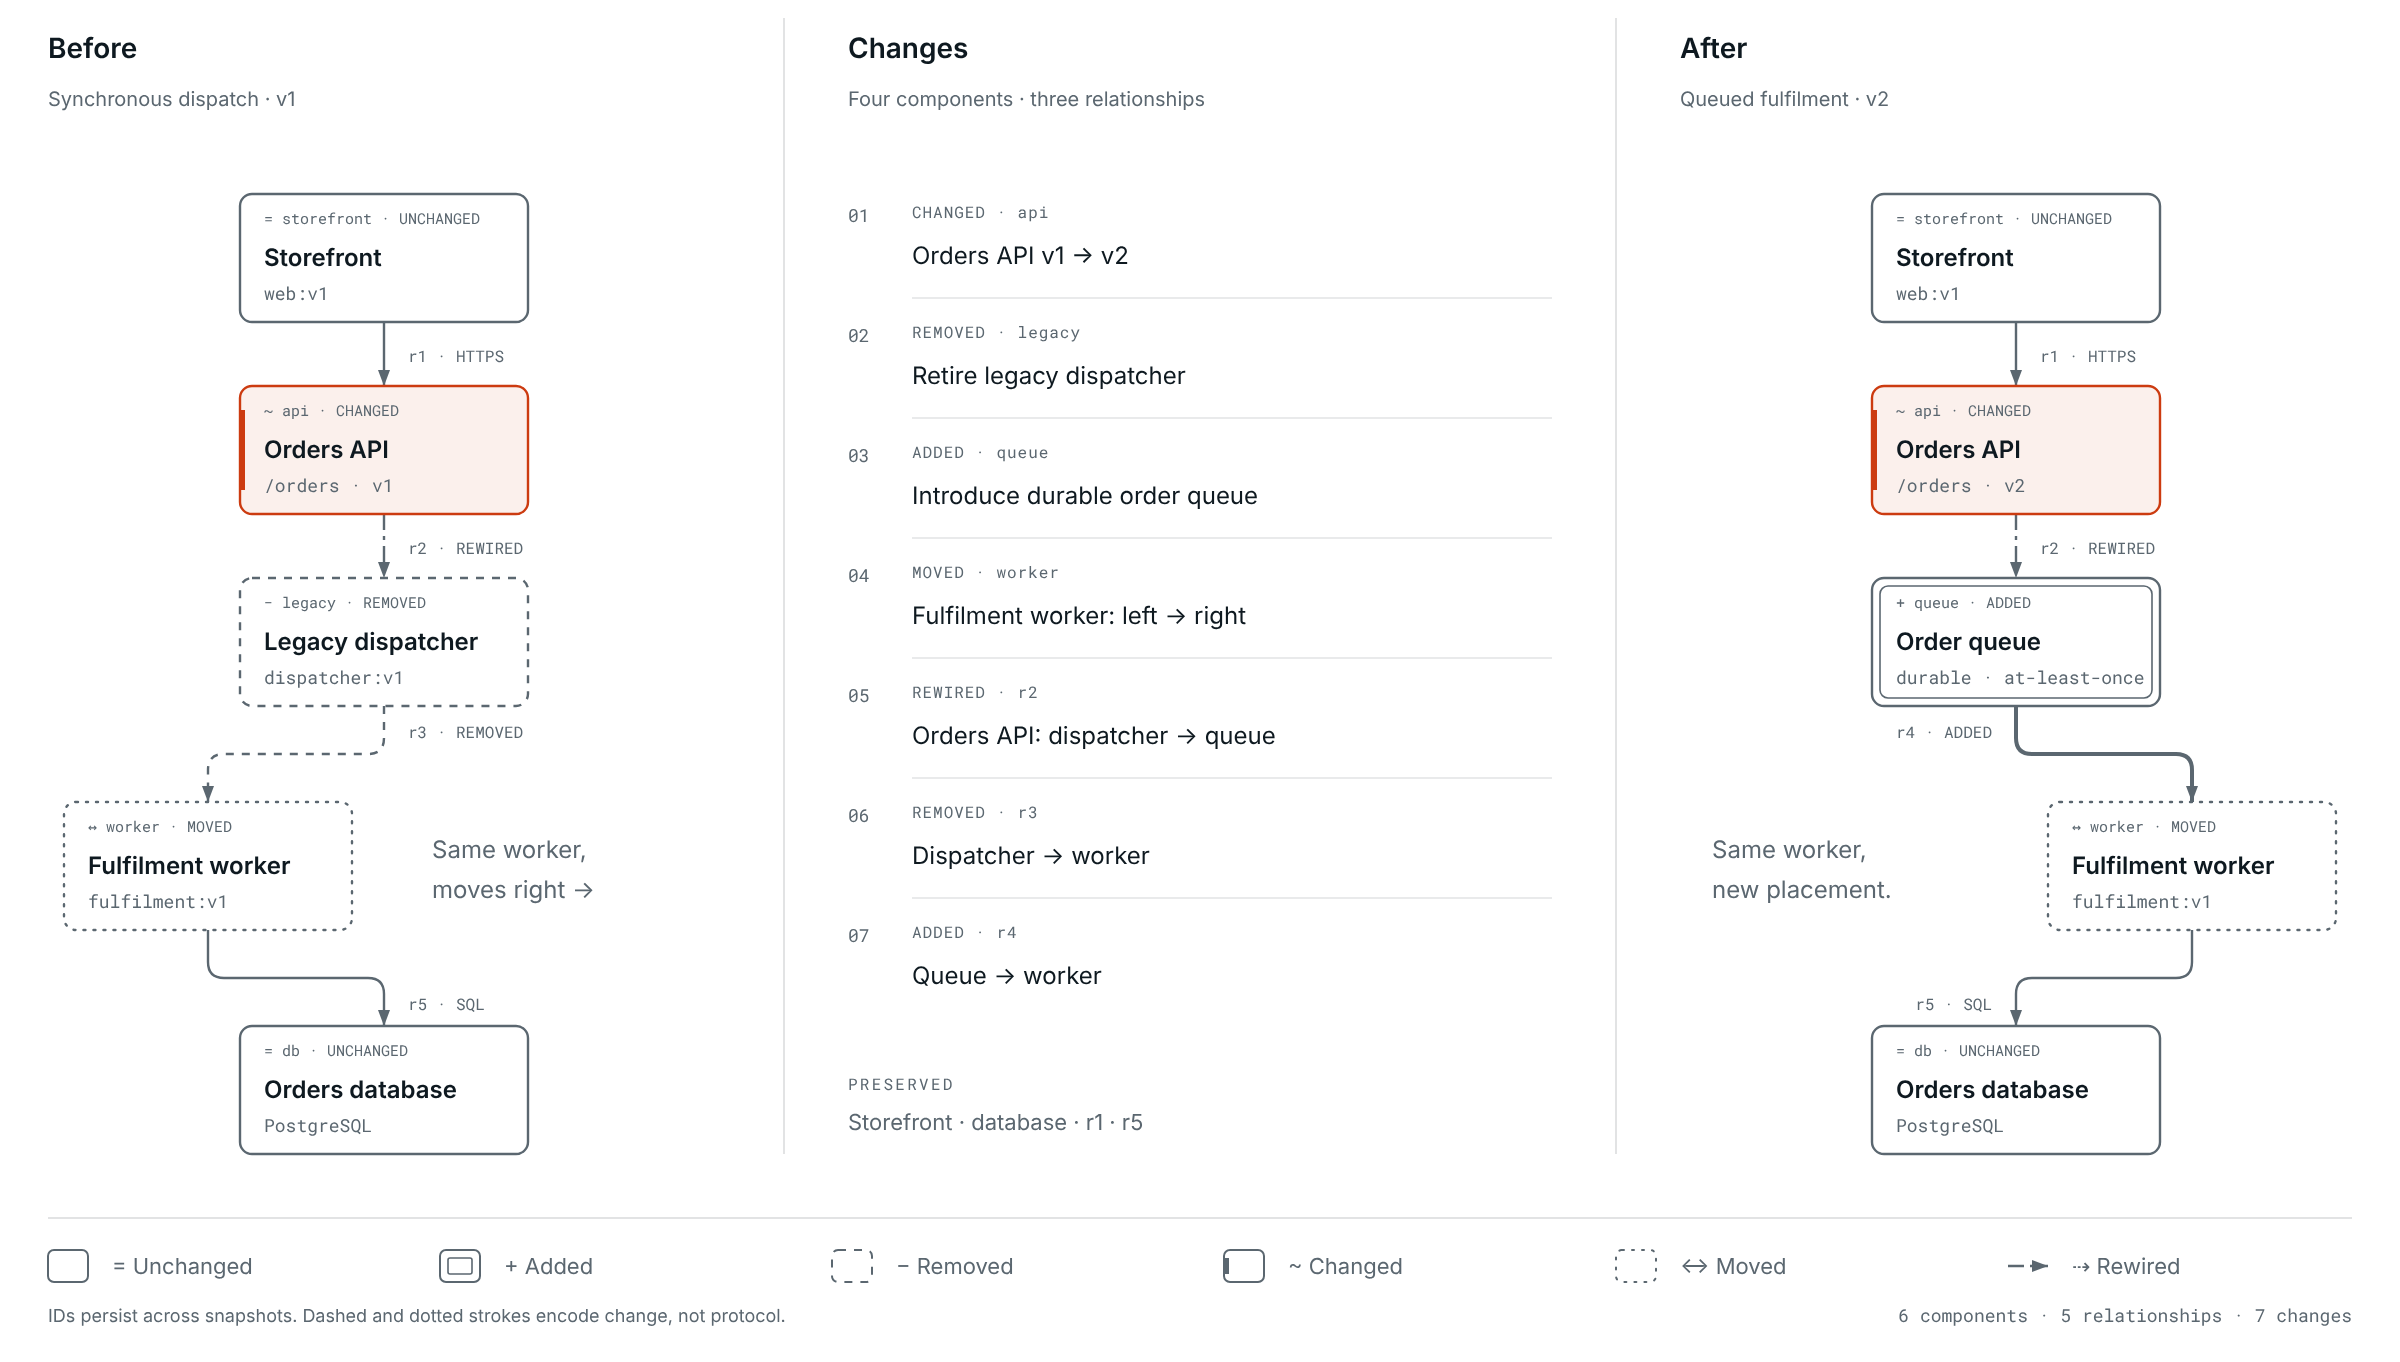 Before
Synchronous dispatch · v1
= storefront · UNCHANGED
Storefront
web:v1
r1 · HTTPS
~ api · CHANGED
Orders API
/orders · v1
r2 · REWIRED
− legacy · REMOVED
Legacy dispatcher
dispatcher:v1
r3 · REMOVED
↔ worker · MOVED
Fulfilment worker
fulfilment:v1
Same worker,
moves right →
r5 · SQL
= db · UNCHANGED
Orders database
PostgreSQL
Changes
Four components · three relationships
01
CHANGED · api
Orders API v1 → v2
02
REMOVED · legacy
Retire legacy dispatcher
03
ADDED · queue
Introduce durable order queue
04
MOVED · worker
Fulfilment worker: left → right
05
REWIRED · r2
Orders API: dispatcher → queue
06
REMOVED · r3
Dispatcher → worker
07
ADDED · r4
Queue → worker
PRESERVED
Storefront · database · r1 · r5
After
Queued fulfilment · v2
= storefront · UNCHANGED
Storefront
web:v1
r1 · HTTPS
~ api · CHANGED
Orders API
/orders · v2
r2 · REWIRED
+ queue · ADDED
Order queue
durable · at-least-once
r4 · ADDED
Same worker,
new placement.
↔ worker · MOVED
Fulfilment worker
fulfilment:v1
r5 · SQL
= db · UNCHANGED
Orders database
PostgreSQL
= Unchanged
+ Added
− Removed
~ Changed
↔ Moved
⇢ Rewired
IDs persist across snapshots. Dashed and dotted strokes encode change, not protocol.
6 components · 5 relationships · 7 changes